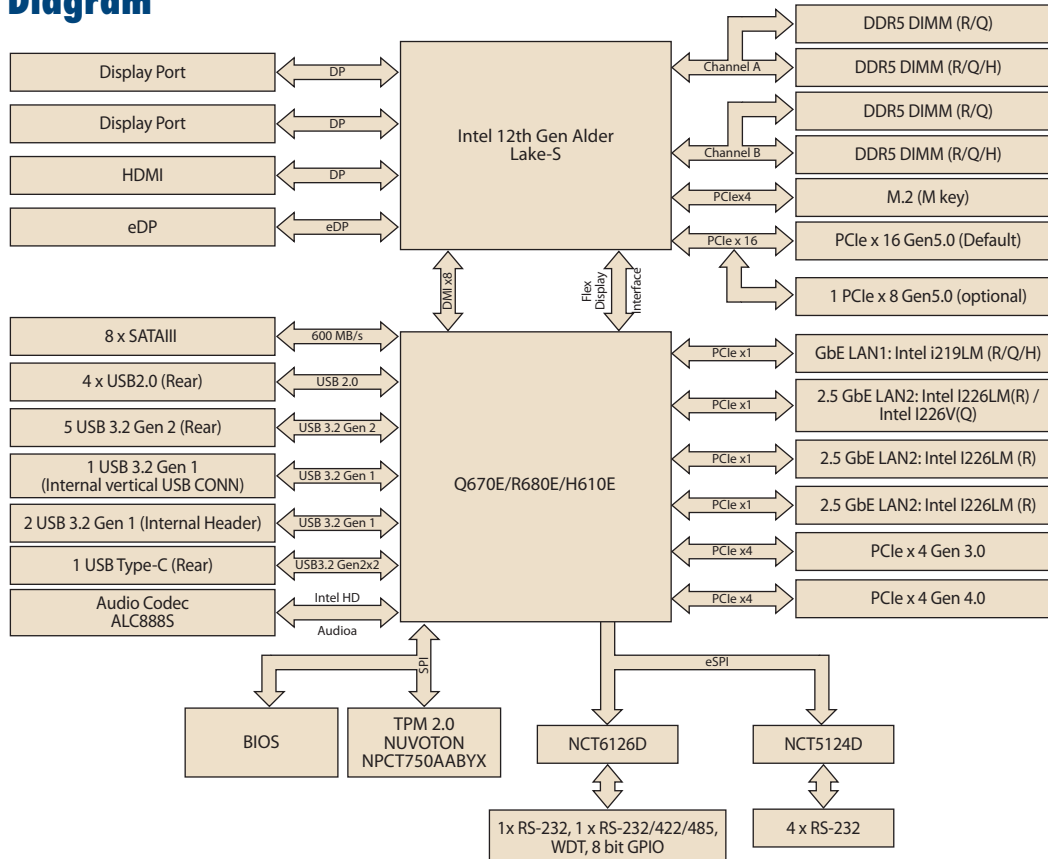 Diagram
Display Port
DP
Display Port
DP
HDMI
DP
eDP
eDP
Intel 12th Gen Alder
Lake-S
Channel A
DDR5 DIMM (R/Q)
DDR5 DIMM (R/Q/H)
Channel B
DDR5 DIMM (R/Q)
DDR5 DIMM (R/Q/H)
PCIex4
M.2 (M key)
PCIe x 16
PCIe x 16 Gen5.0 (Default)
1 PCIe x 8 Gen5.0 (optional)
DMI x8
Flex
Display
Interface
8 x SATAIII
600 MB/s
4 x USB2.0 (Rear)
USB 2.0
5 USB 3.2 Gen 2 (Rear)
USB 3.2 Gen 2
1 USB 3.2 Gen 1
(Internal vertical USB CONN)
USB 3.2 Gen 1
2 USB 3.2 Gen 1 (Internal Header)
USB 3.2 Gen 1
1 USB Type-C (Rear)
USB3.2 Gen2x2
Audio Codec
ALC888S
Intel HD
Audioa
Q670E/R680E/H610E
PCIe x1
GbE LAN1: Intel i219LM (R/Q/H)
PCIe x1
2.5 GbE LAN2: Intel I226LM(R) /
Intel I226V(Q)
PCIe x1
2.5 GbE LAN2: Intel I226LM (R)
PCIe x1
2.5 GbE LAN2: Intel I226LM (R)
PCIe x4
PCIe x 4 Gen 3.0
PCIe x4
PCIe x 4 Gen 4.0
SPI
eSPI
BIOS
TPM 2.0
NUVOTON
NPCT750AABYX
NCT6126D
NCT5124D
1x RS-232, 1 x RS-232/422/485,
WDT, 8 bit GPIO
4 x RS-232